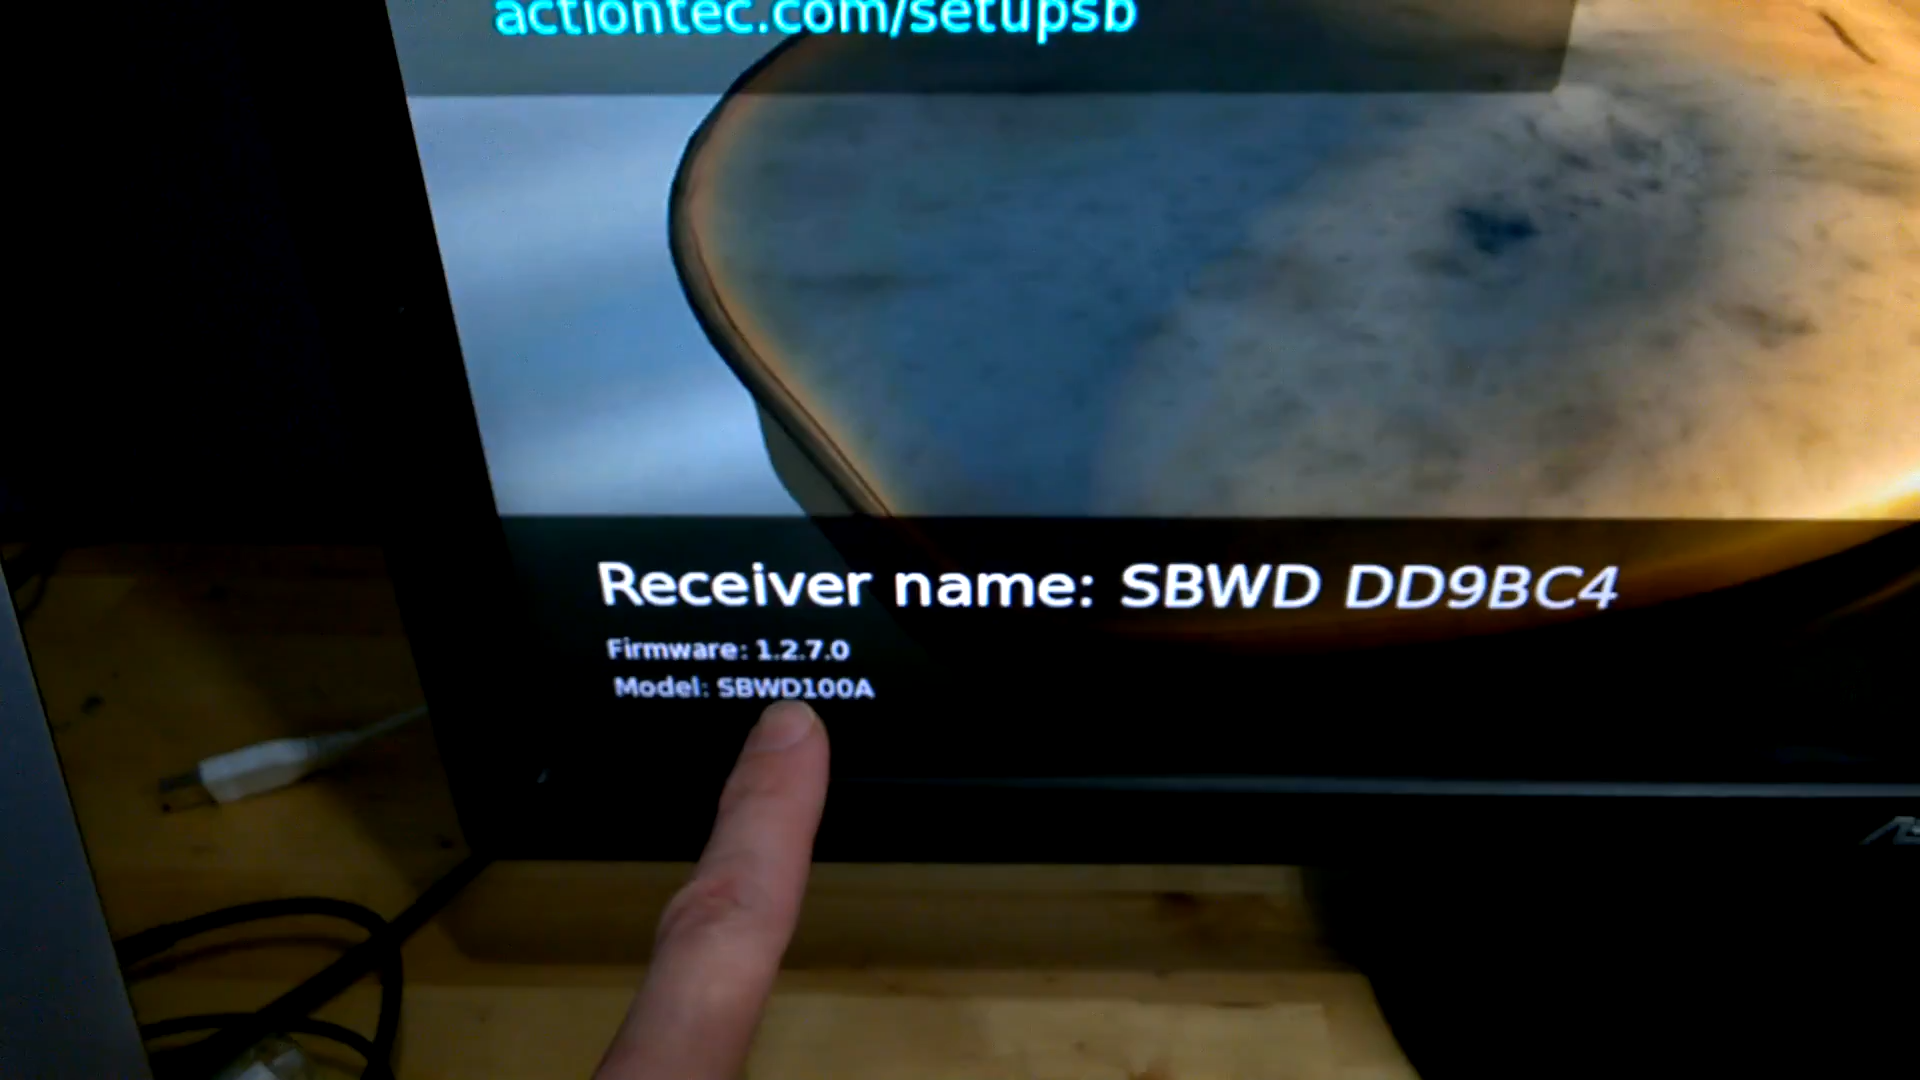 actiontec.com/setupsb
Receiver name: SBWD DD9BC4
Firmware: 1.2.7.0
Model: SBWD100A